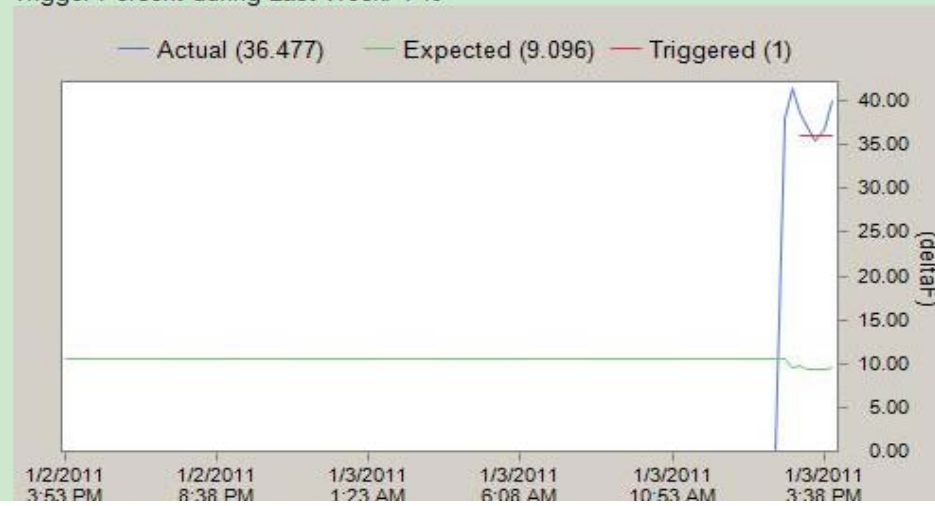 Actual (36.477) Expected (9.096) Triggered (1)
40.00
35.00
30.00
25.00
20.00
15.00
10.00
5.00
0.00
(deltaF)
1/2/2011 1/2/2011 1/3/2011 1/3/2011 1/3/2011 1/3/2011
3:53 PM 8:38 PM 1:23 AM 6:08 AM 10:53 AM 3:38 PM